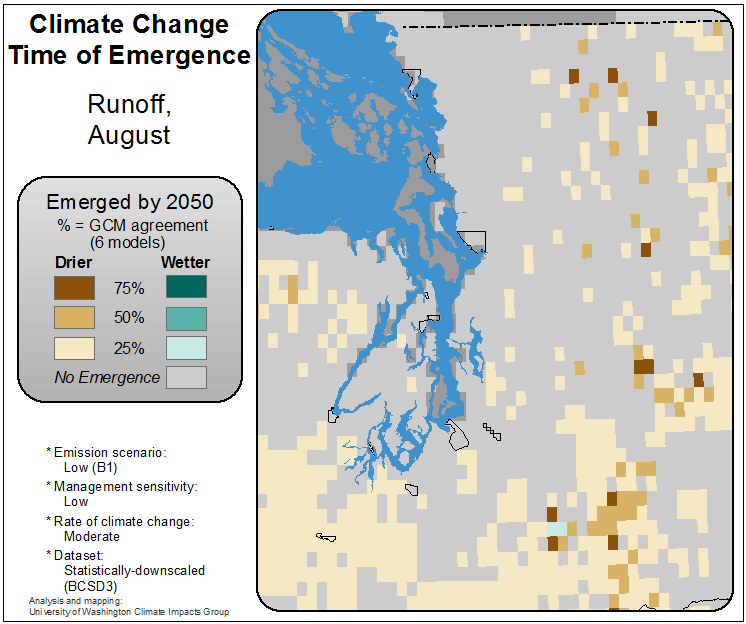 Climate Change
Time of Emergence
Runoff,
August
Emerged by 2050
% = GCM agreement
(6 models)
Drier Wetter
75%
50%
25%
No Emergence
* Emission scenario:
Low (B1)
* Management sensitivity:
Low
* Rate of climate change:
Moderate
* Dataset:
Statistically-downscaled
(BCSD3)
Analysis and mapping:
University of Washington Climate Impacts Group